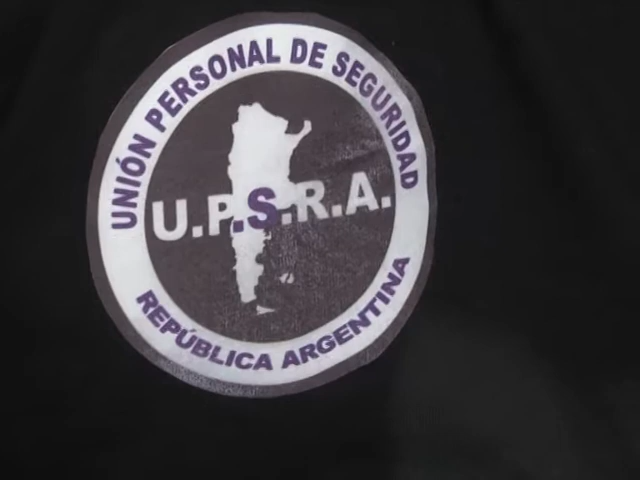 UNIÓN PERSONAL DE SEGURIDAD
U.P.S.R.A.
REPÚBLICA ARGENTINA